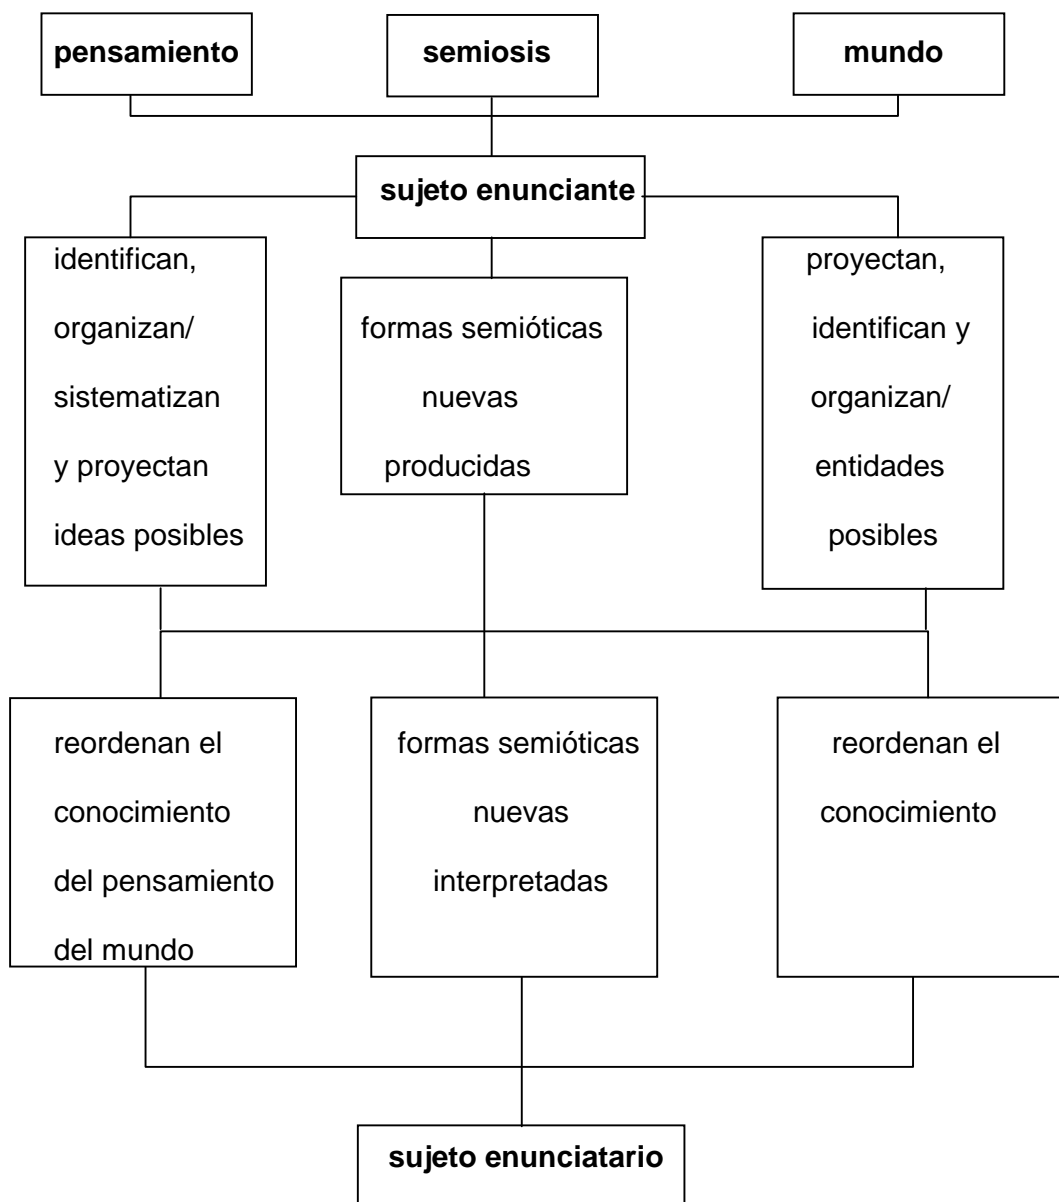 pensamiento
semiosis
mundo
sujeto enunciante
identifican,
organizan/
sistematizan
y proyectan
ideas posibles
formas semióticas
nuevas
producidas
proyectan,
identifican y
organizan/
entidades
posibles
reordenan el
conocimiento
del pensamiento
del mundo
formas semióticas
nuevas
interpretadas
reordenan el
conocimiento
sujeto enunciatario